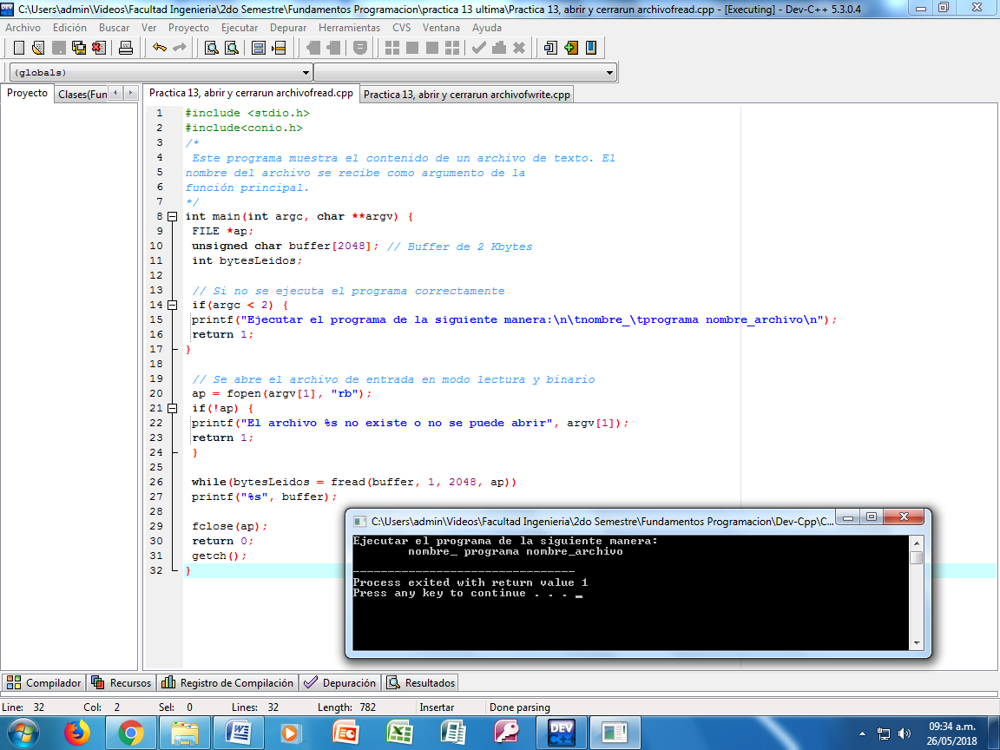 C:\Users\admin\Videos\Facultad Ingenieria\2do Semestre\Fundamentos Programacion\practica 13 ultima\Practica 13, abrir y cerrarun archivofread.cpp - [Executing] - Dev-C++ 5.3.0.4
Archivo Edición Buscar Ver Proyecto Ejecutar Depurar Herramientas CVS Ventana Ayuda
(globals)
Proyecto Clases(Fun
Practica 13, abrir y cerrarun archivofread.cpp Practica 13, abrir y cerrarun archivofwrite.cpp
1 #include <stdio.h>
2 #include<conio.h>
3 /*
4 Este programa muestra el contenido de un archivo de texto. El
5 nombre del archivo se recibe como argumento de la
6 función principal.
7 */
8 int main(int argc, char **argv) {
9 FILE *ap;
10 unsigned char buffer[2048]; // Buffer de 2 Kbytes
11 int bytesLeidos;
12
13 // Si no se ejecuta el programa correctamente
14 if(argc < 2) {
15 printf("Ejecutar el programa de la siguiente manera:\n\tnombre_\tprograma nombre_archivo\n");
16 return 1;
17 }
18
19 // Se abre el archivo de entrada en modo lectura y binario
20 ap = fopen(argv[1], "rb");
21 if(!ap) {
22 printf("El archivo %s no existe o no se puede abrir", argv[1]);
23 return 1;
24 }
25
26 while(bytesLeidos = fread(buffer, 1, 2048, ap))
27 printf("%s", buffer);
28
29 fclose(ap);
30 return 0;
31 getch();
32 }
C:\Users\admin\Videos\Facultad Ingenieria\2do Semestre\Fundamentos Programacion\Dev-Cpp\C...
Ejecutar el programa de la siguiente manera:
nombre_ programa nombre_archivo
--------------------------------
Process exited with return value 1
Press any key to continue . . . _
Compilador Recursos Registro de Compilación Depuración Resultados
Line: 32 Col: 2 Sel: 0 Lines: 32 Length: 782 Insertar Done parsing
DEV C++
09:34 a.m.
26/05/2018